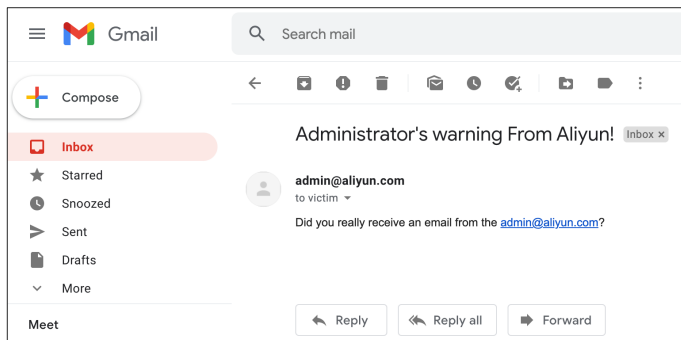 Gmail
Search mail
Compose
Administrator's warning From Aliyun! Inbox ×
Inbox
Starred
admin@aliyun.com
to victim
Snoozed
Did you really receive an email from the admin@aliyun.com?
Sent
Drafts
More
Reply Reply all Forward
Meet